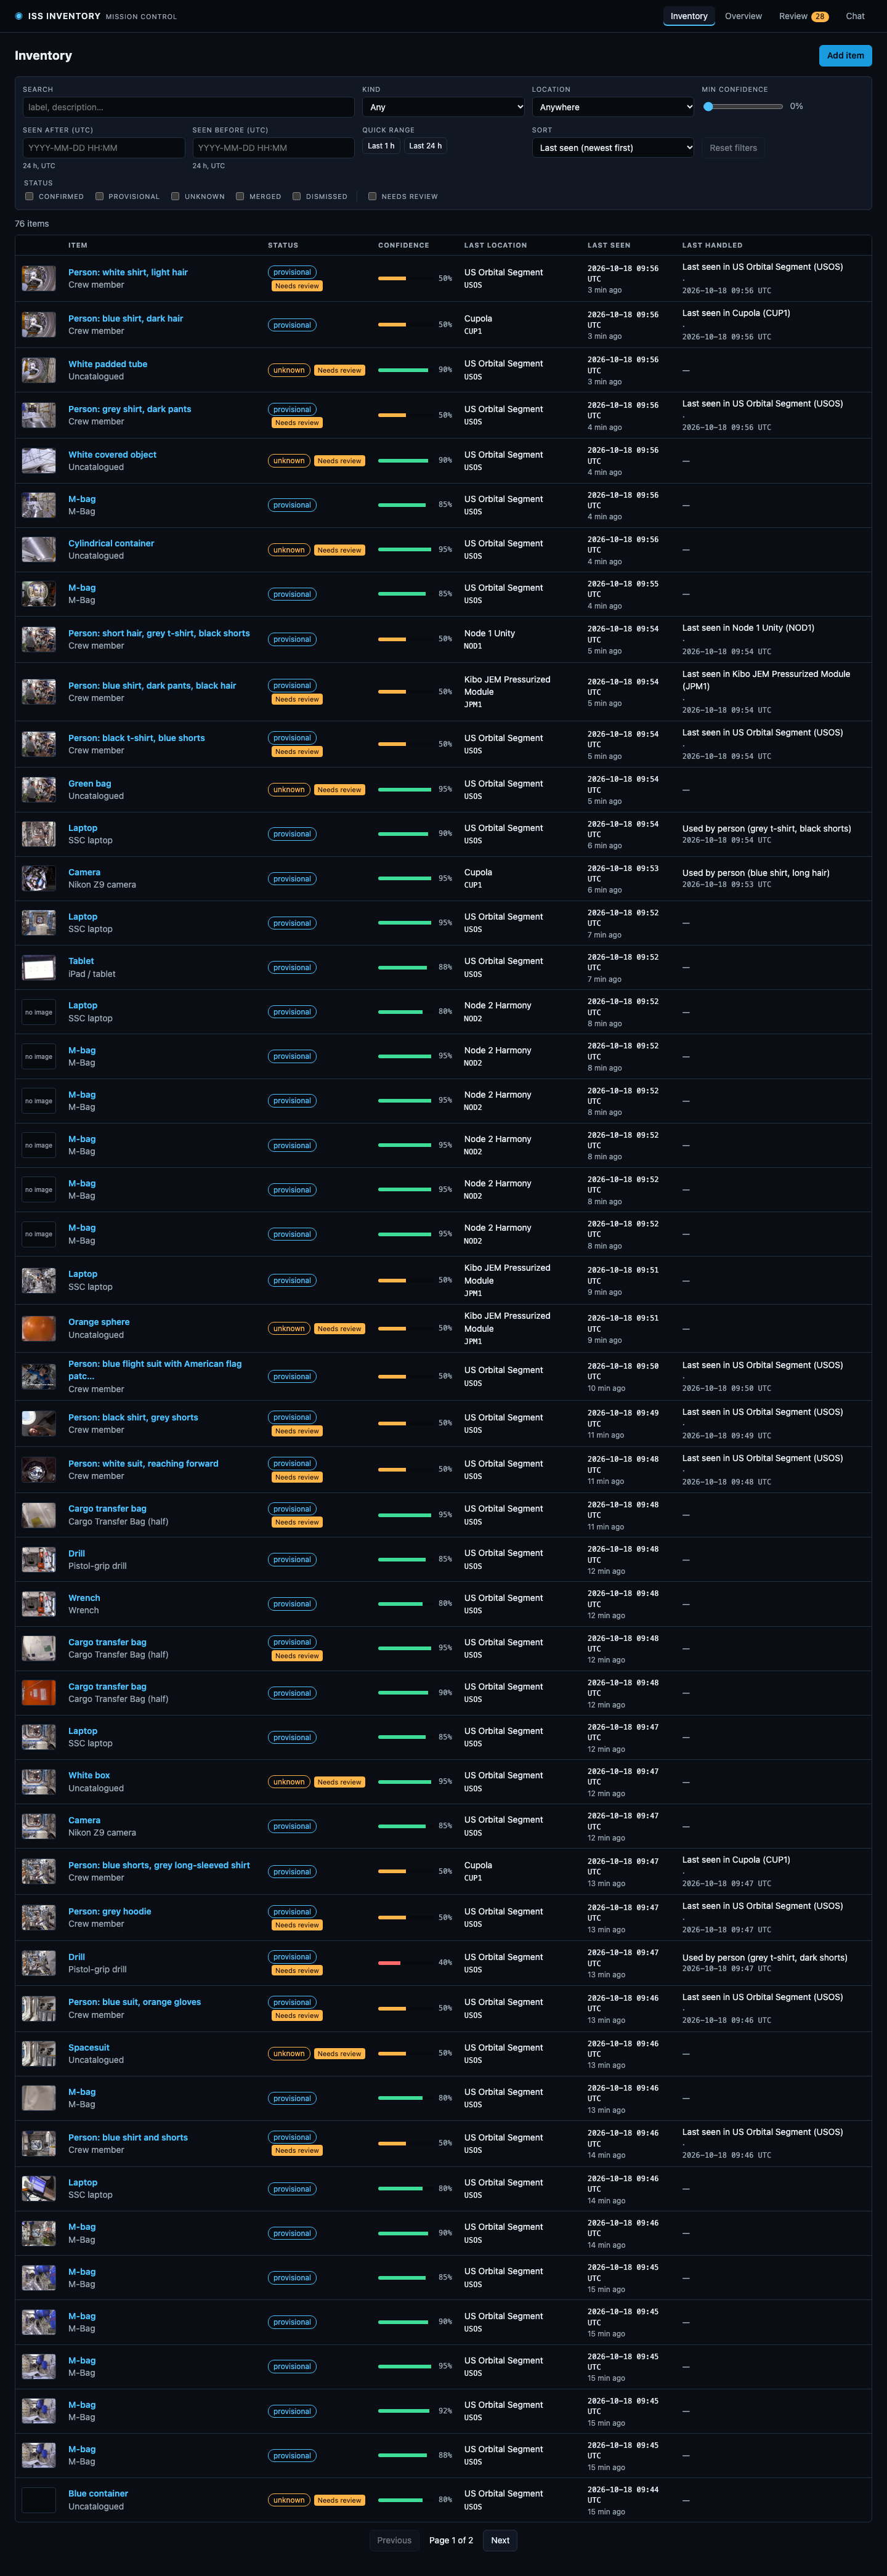 ISS INVENTORY MISSION CONTROL
Inventory
Overview
Review 28
Chat
Inventory
Add item
SEARCH
label, description...
KIND
Any
LOCATION
Anywhere
MIN CONFIDENCE
0%
SEEN AFTER (UTC)
YYYY-MM-DD HH:MM
24 h, UTC
SEEN BEFORE (UTC)
YYYY-MM-DD HH:MM
24 h, UTC
QUICK RANGE
Last 1 h
Last 24 h
SORT
Last seen (newest first)
Reset filters
STATUS
CONFIRMED PROVISIONAL UNKNOWN MERGED DISMISSED NEEDS REVIEW
76 items
ITEM STATUS CONFIDENCE LAST LOCATION LAST SEEN LAST HANDLED
Person: white shirt, light hair
Crew member
provisional
Needs review
50%
US Orbital Segment
USOS
2026-10-18 09:56
UTC
3 min ago
Last seen in US Orbital Segment (USOS)
·
2026-10-18 09:56 UTC
Person: blue shirt, dark hair
Crew member
provisional
50%
Cupola
CUP1
2026-10-18 09:56
UTC
3 min ago
Last seen in Cupola (CUP1)
·
2026-10-18 09:56 UTC
White padded tube
Uncatalogued
unknown Needs review
90%
US Orbital Segment
USOS
2026-10-18 09:56
UTC
3 min ago
—
Person: grey shirt, dark pants
Crew member
provisional
Needs review
50%
US Orbital Segment
USOS
2026-10-18 09:56
UTC
4 min ago
Last seen in US Orbital Segment (USOS)
·
2026-10-18 09:56 UTC
White covered object
Uncatalogued
unknown Needs review
90%
US Orbital Segment
USOS
2026-10-18 09:56
UTC
4 min ago
—
M-bag
M-Bag
provisional
85%
US Orbital Segment
USOS
2026-10-18 09:56
UTC
4 min ago
—
Cylindrical container
Uncatalogued
unknown Needs review
95%
US Orbital Segment
USOS
2026-10-18 09:56
UTC
4 min ago
—
M-bag
M-Bag
provisional
85%
US Orbital Segment
USOS
2026-10-18 09:55
UTC
4 min ago
—
Person: short hair, grey t-shirt, black shorts
Crew member
provisional
50%
Node 1 Unity
NOD1
2026-10-18 09:54
UTC
5 min ago
Last seen in Node 1 Unity (NOD1)
·
2026-10-18 09:54 UTC
Person: blue shirt, dark pants, black hair
Crew member
provisional
Needs review
50%
Kibo JEM Pressurized
Module
JPM1
2026-10-18 09:54
UTC
5 min ago
Last seen in Kibo JEM Pressurized Module
(JPM1)
·
2026-10-18 09:54 UTC
Person: black t-shirt, blue shorts
Crew member
provisional
Needs review
50%
US Orbital Segment
USOS
2026-10-18 09:54
UTC
5 min ago
Last seen in US Orbital Segment (USOS)
·
2026-10-18 09:54 UTC
Green bag
Uncatalogued
unknown Needs review
95%
US Orbital Segment
USOS
2026-10-18 09:54
UTC
5 min ago
—
Laptop
SSC laptop
provisional
90%
US Orbital Segment
USOS
2026-10-18 09:54
UTC
6 min ago
Used by person (grey t-shirt, black shorts)
2026-10-18 09:54 UTC
Camera
Nikon Z9 camera
provisional
95%
Cupola
CUP1
2026-10-18 09:53
UTC
6 min ago
Used by person (blue shirt, long hair)
2026-10-18 09:53 UTC
Laptop
SSC laptop
provisional
95%
US Orbital Segment
USOS
2026-10-18 09:52
UTC
7 min ago
—
Tablet
iPad / tablet
provisional
88%
US Orbital Segment
USOS
2026-10-18 09:52
UTC
7 min ago
—
no image
Laptop
SSC laptop
provisional
80%
Node 2 Harmony
NOD2
2026-10-18 09:52
UTC
8 min ago
—
no image
M-bag
M-Bag
provisional
95%
Node 2 Harmony
NOD2
2026-10-18 09:52
UTC
8 min ago
—
no image
M-bag
M-Bag
provisional
95%
Node 2 Harmony
NOD2
2026-10-18 09:52
UTC
8 min ago
—
no image
M-bag
M-Bag
provisional
95%
Node 2 Harmony
NOD2
2026-10-18 09:52
UTC
8 min ago
—
no image
M-bag
M-Bag
provisional
95%
Node 2 Harmony
NOD2
2026-10-18 09:52
UTC
8 min ago
—
no image
M-bag
M-Bag
provisional
95%
Node 2 Harmony
NOD2
2026-10-18 09:52
UTC
8 min ago
—
Laptop
SSC laptop
provisional
50%
Kibo JEM Pressurized
Module
JPM1
2026-10-18 09:51
UTC
9 min ago
—
Orange sphere
Uncatalogued
unknown Needs review
50%
Kibo JEM Pressurized
Module
JPM1
2026-10-18 09:51
UTC
9 min ago
—
Person: blue flight suit with American flag
patc...
Crew member
provisional
50%
US Orbital Segment
USOS
2026-10-18 09:50
UTC
10 min ago
Last seen in US Orbital Segment (USOS)
·
2026-10-18 09:50 UTC
Person: black shirt, grey shorts
Crew member
provisional
Needs review
50%
US Orbital Segment
USOS
2026-10-18 09:49
UTC
11 min ago
Last seen in US Orbital Segment (USOS)
·
2026-10-18 09:49 UTC
Person: white suit, reaching forward
Crew member
provisional
Needs review
50%
US Orbital Segment
USOS
2026-10-18 09:48
UTC
11 min ago
Last seen in US Orbital Segment (USOS)
·
2026-10-18 09:48 UTC
Cargo transfer bag
Cargo Transfer Bag (half)
provisional
Needs review
95%
US Orbital Segment
USOS
2026-10-18 09:48
UTC
11 min ago
—
Drill
Pistol-grip drill
provisional
85%
US Orbital Segment
USOS
2026-10-18 09:48
UTC
12 min ago
—
Wrench
Wrench
provisional
80%
US Orbital Segment
USOS
2026-10-18 09:48
UTC
12 min ago
—
Cargo transfer bag
Cargo Transfer Bag (half)
provisional
Needs review
95%
US Orbital Segment
USOS
2026-10-18 09:48
UTC
12 min ago
—
Cargo transfer bag
Cargo Transfer Bag (half)
provisional
90%
US Orbital Segment
USOS
2026-10-18 09:48
UTC
12 min ago
—
Laptop
SSC laptop
provisional
85%
US Orbital Segment
USOS
2026-10-18 09:47
UTC
12 min ago
—
White box
Uncatalogued
unknown Needs review
95%
US Orbital Segment
USOS
2026-10-18 09:47
UTC
12 min ago
—
Camera
Nikon Z9 camera
provisional
85%
US Orbital Segment
USOS
2026-10-18 09:47
UTC
12 min ago
—
Person: blue shorts, grey long-sleeved shirt
Crew member
provisional
50%
Cupola
CUP1
2026-10-18 09:47
UTC
13 min ago
Last seen in Cupola (CUP1)
·
2026-10-18 09:47 UTC
Person: grey hoodie
Crew member
provisional
Needs review
50%
US Orbital Segment
USOS
2026-10-18 09:47
UTC
13 min ago
Last seen in US Orbital Segment (USOS)
·
2026-10-18 09:47 UTC
Drill
Pistol-grip drill
provisional
Needs review
40%
US Orbital Segment
USOS
2026-10-18 09:47
UTC
13 min ago
Used by person (grey t-shirt, dark shorts)
2026-10-18 09:47 UTC
Person: blue suit, orange gloves
Crew member
provisional
Needs review
50%
US Orbital Segment
USOS
2026-10-18 09:46
UTC
13 min ago
Last seen in US Orbital Segment (USOS)
·
2026-10-18 09:46 UTC
Spacesuit
Uncatalogued
unknown Needs review
50%
US Orbital Segment
USOS
2026-10-18 09:46
UTC
13 min ago
—
M-bag
M-Bag
provisional
80%
US Orbital Segment
USOS
2026-10-18 09:46
UTC
13 min ago
—
Person: blue shirt and shorts
Crew member
provisional
Needs review
50%
US Orbital Segment
USOS
2026-10-18 09:46
UTC
14 min ago
Last seen in US Orbital Segment (USOS)
·
2026-10-18 09:46 UTC
Laptop
SSC laptop
provisional
80%
US Orbital Segment
USOS
2026-10-18 09:46
UTC
14 min ago
—
M-bag
M-Bag
provisional
90%
US Orbital Segment
USOS
2026-10-18 09:46
UTC
14 min ago
—
M-bag
M-Bag
provisional
85%
US Orbital Segment
USOS
2026-10-18 09:45
UTC
15 min ago
—
M-bag
M-Bag
provisional
90%
US Orbital Segment
USOS
2026-10-18 09:45
UTC
15 min ago
—
M-bag
M-Bag
provisional
95%
US Orbital Segment
USOS
2026-10-18 09:45
UTC
15 min ago
—
M-bag
M-Bag
provisional
92%
US Orbital Segment
USOS
2026-10-18 09:45
UTC
15 min ago
—
M-bag
M-Bag
provisional
88%
US Orbital Segment
USOS
2026-10-18 09:45
UTC
15 min ago
—
Blue container
Uncatalogued
unknown Needs review
80%
US Orbital Segment
USOS
2026-10-18 09:44
UTC
15 min ago
—
Previous Page 1 of 2 Next